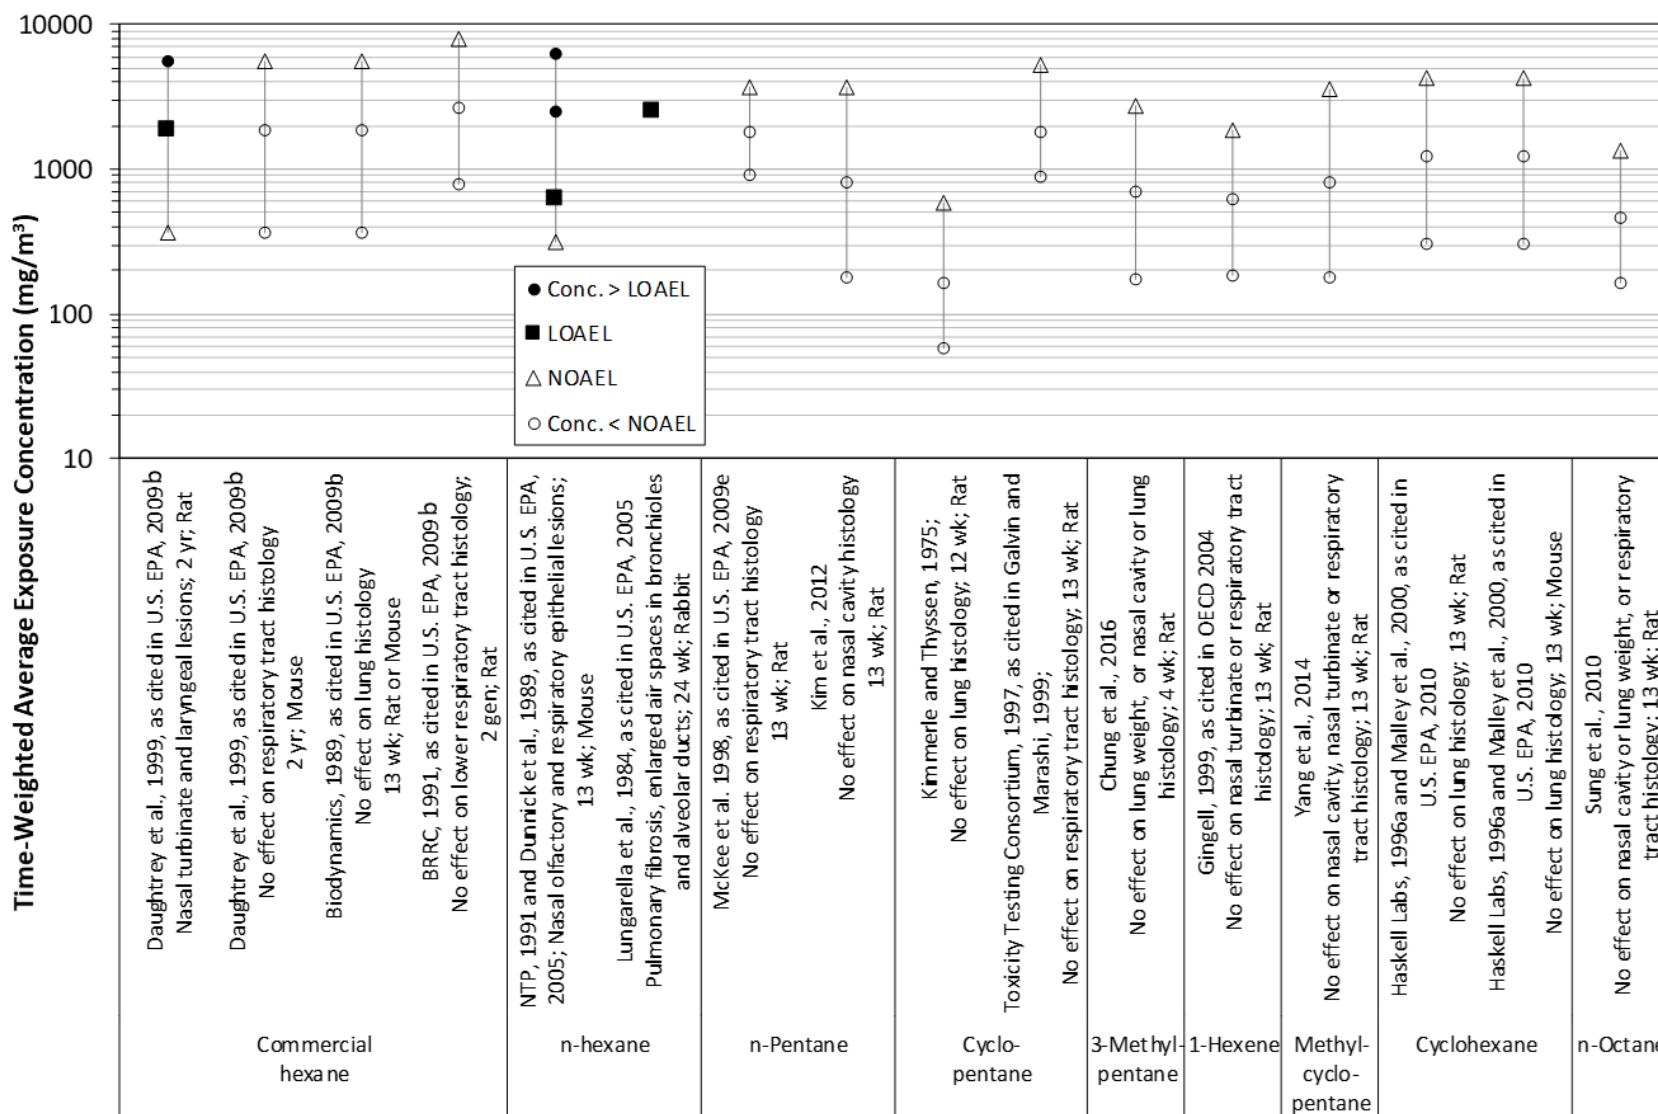 Time-Weighted Average Exposure Concentration (mg/m³)
10000
1000
100
10
Conc. > LOAEL
LOAEL
NOAEL
Conc. < NOAEL
Daughtrey et al., 1999, as cited in U.S. EPA, 2009b
Nasal turbinate and laryngeal lesions; 2 yr; Rat
Daughtrey et al., 1999, as cited in U.S. EPA, 2009b
No effect on respiratory tract histology
2 yr; Mouse
Biodynamics, 1989, as cited in U.S. EPA, 2009b
No effect on lung histology
13 wk; Rat or Mouse
BRRC, 1991, as cited in U.S. EPA, 2009b
No effect on lower respiratory tract histology;
2 gen; Rat
NTP, 1991 and Dunnick et al., 1989, as cited in U.S. EPA,
2005; Nasal olfactory and respiratory epithelial lesions;
13 wk; Mouse
Lungarella et al., 1984, as cited in U.S. EPA, 2005
Pulmonary fibrosis, enlarged air spaces in bronchioles
and alveolar ducts; 24 wk; Rabbit
McKee et al. 1998, as cited in U.S. EPA, 2009e
No effect on respiratory tract histology
13 wk; Rat
Kim et al., 2012
No effect on nasal cavity histology
13 wk; Rat
Kimmerle and Thyssen, 1975;
No effect on lung histology; 12 wk; Rat
Toxicity Testing Consortium, 1997, as cited in Galvin and
Marashi, 1999;
No effect on respiratory tract histology; 13 wk; Rat
Chung et al., 2016
No effect on lung weight, or nasal cavity or lung
histology; 4 wk; Rat
Gingell, 1999, as cited in OECD 2004
No effect on nasal turbinate or respiratory tract
histology; 13 wk; Rat
Yang et al., 2014
No effect on nasal cavity, nasal turbinate or respiratory
tract histology; 13 wk; Rat
Haskell Labs, 1996a and Malley et al., 2000, as cited in
U.S. EPA, 2010
No effect on lung histology; 13 wk; Rat
Haskell Labs, 1996a and Malley et al., 2000, as cited in
U.S. EPA, 2010
No effect on lung histology; 13 wk; Mouse
Sung et al., 2010
No effect on nasal cavity or lung weight, or respiratory
tract histology; 13 wk; Rat
Commercial
hexane
n-hexane
n-Pentane
Cyclo-
pentane
3-Methyl-
pentane
1-Hexene
Methyl-
cyclo-
pentane
Cyclohexane
n-Octane